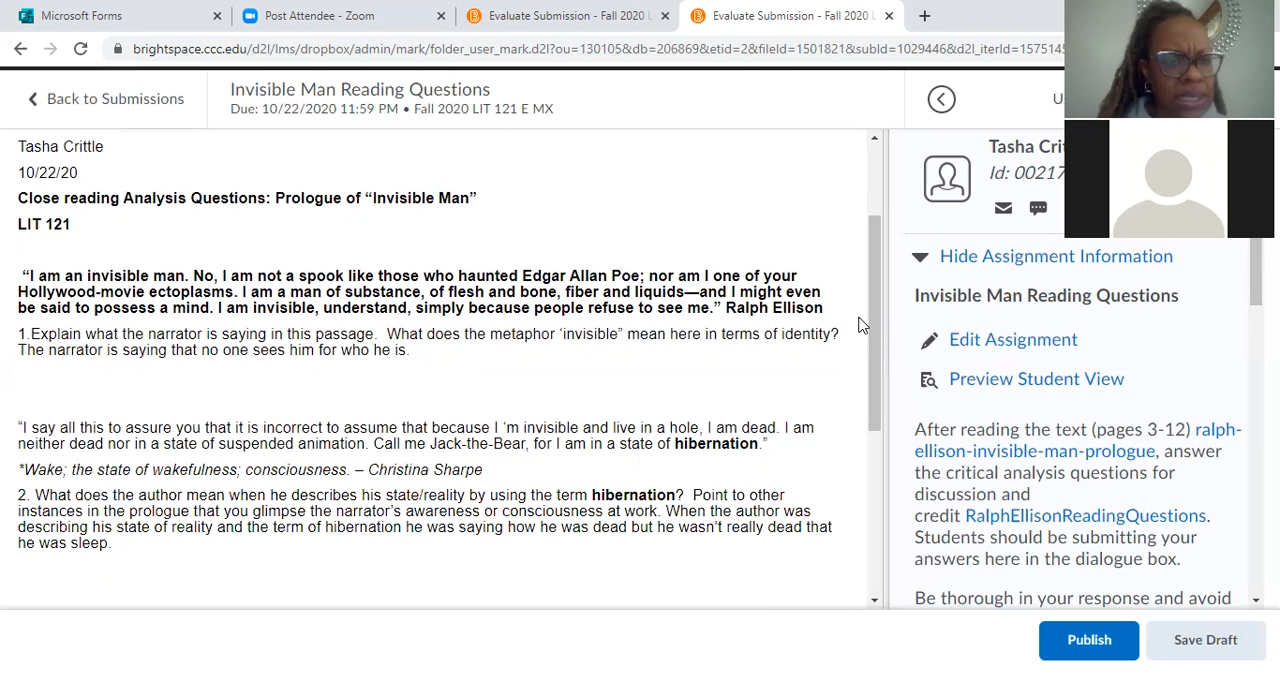 Microsoft Forms
Post Attendee - Zoom
Evaluate Submission - Fall 2020 L
Evaluate Submission - Fall 2020 L
brightspace.ccc.edu/d2l/lms/dropbox/admin/mark/folder_user_mark.d2l?ou=130105&db=206869&etid=2&fileId=1501821&subId=1029446&d2l_iterId=1575145
Back to Submissions
Invisible Man Reading Questions
Due: 10/22/2020 11:59 PM • Fall 2020 LIT 121 E MX
U
Tasha Crittle
10/22/20
Close reading Analysis Questions: Prologue of “Invisible Man”
LIT 121
“I am an invisible man. No, I am not a spook like those who haunted Edgar Allan Poe; nor am I one of your
Hollywood-movie ectoplasms. I am a man of substance, of flesh and bone, fiber and liquids—and I might even
be said to possess a mind. I am invisible, understand, simply because people refuse to see me.” Ralph Ellison
1.Explain what the narrator is saying in this passage.  What does the metaphor ‘invisible” mean here in terms of identity?
The narrator is saying that no one sees him for who he is.
“I say all this to assure you that it is incorrect to assume that because I ‘m invisible and live in a hole, I am dead. I am
neither dead nor in a state of suspended animation. Call me Jack-the-Bear, for I am in a state of hibernation.”
*Wake; the state of wakefulness; consciousness. – Christina Sharpe
2. What does the author mean when he describes his state/reality by using the term hibernation?  Point to other
instances in the prologue that you glimpse the narrator’s awareness or consciousness at work. When the author was
describing his state of reality and the term of hibernation he was saying how he was dead but he wasn’t really dead that
he was sleep.
Tasha Crit
Id: 00217
Hide Assignment Information
Invisible Man Reading Questions
Edit Assignment
Preview Student View
After reading the text (pages 3-12) ralph-
ellison-invisible-man-prologue, answer
the critical analysis questions for
discussion and
credit RalphEllisonReadingQuestions.
Students should be submitting your
answers here in the dialogue box.
Be thorough in your response and avoid
Publish
Save Draft